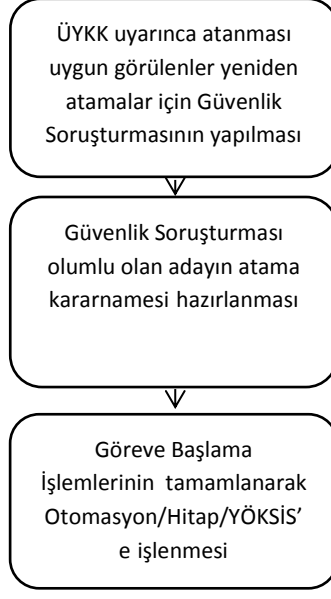 ÜYKK uyarınca atanması
uygun görülenler yeniden
atamalar için Güvenlik
Soruşturmasının yapılması
Güvenlik Soruşturması
olumlu olan adayın atama
kararnamesi hazırlanması
Göreve Başlama
İşlemlerinin tamamlanarak
Otomasyon/Hitap/YÖKSİS’
e işlenmesi